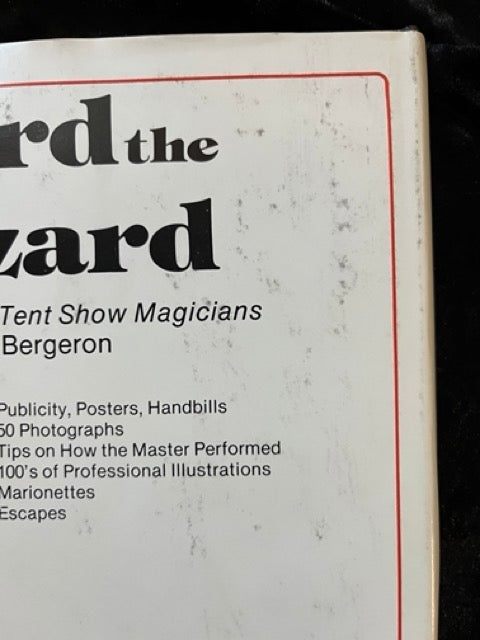 rd the
zard
Tent Show Magicians
Bergeron
Publicity, Posters, Handbills
50 Photographs
Tips on How the Master Performed
100's of Professional Illustrations
Marionettes
Escapes